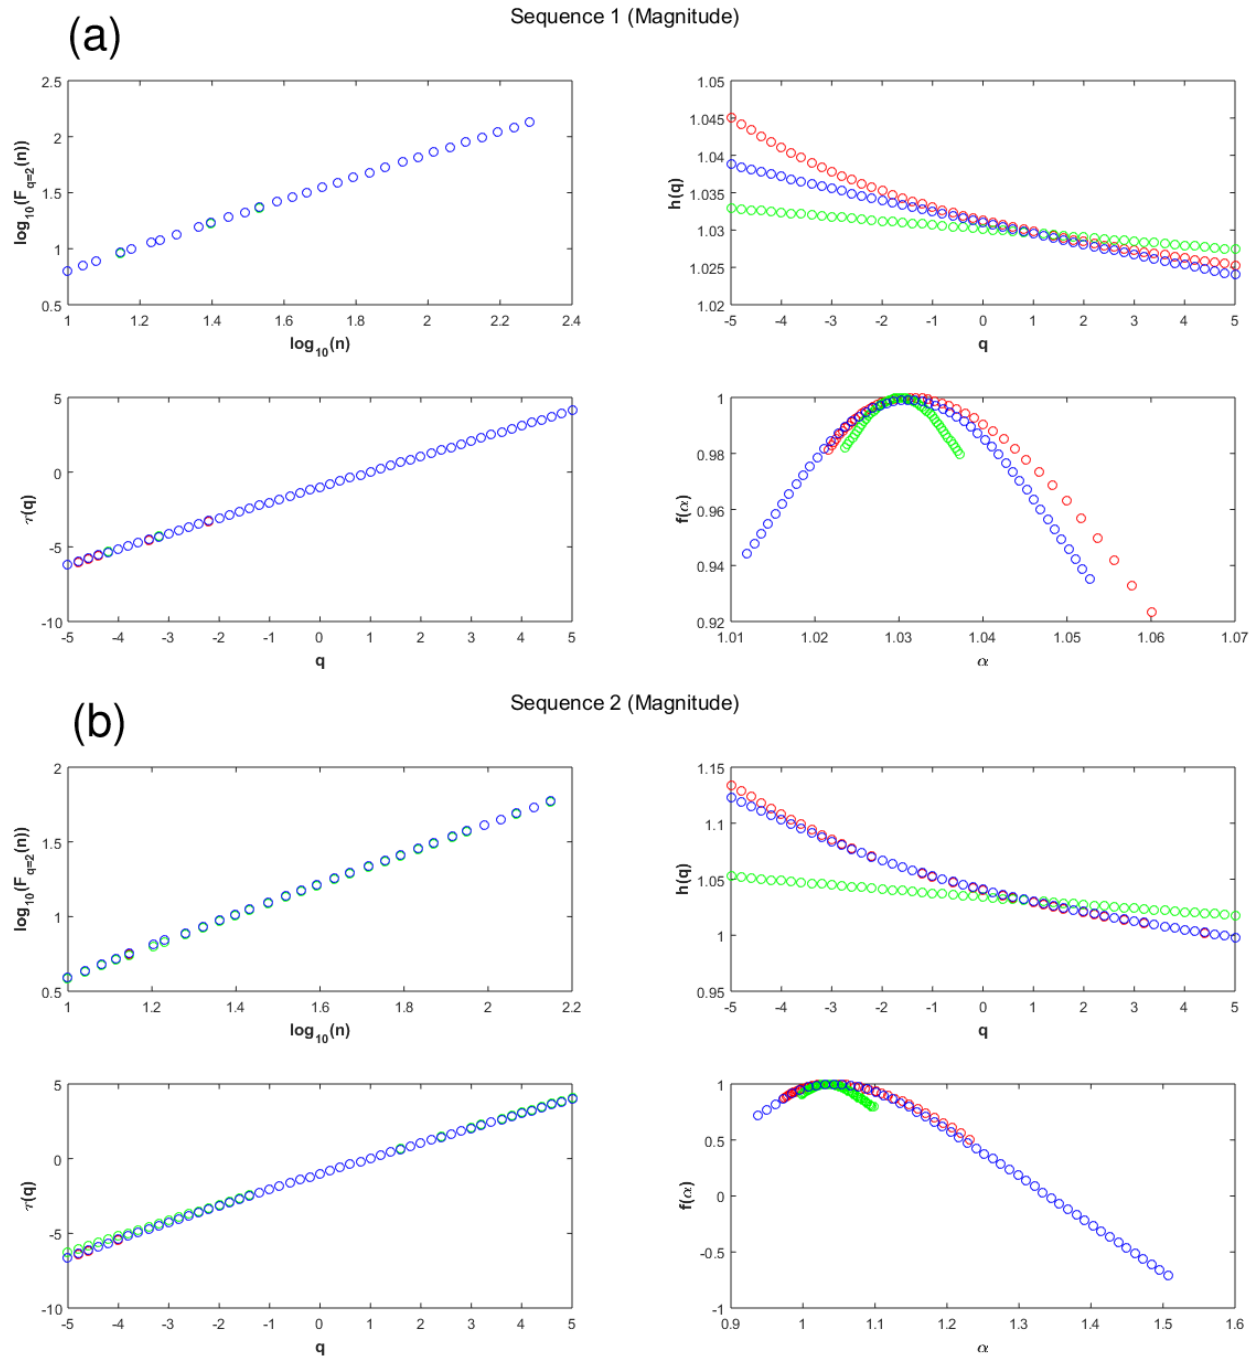 Sequence 1 (Magnitude)
(a)
2.5
2
1.5
1
0.5
log10(Fq=2(n))
1 1.2 1.4 1.6 1.8 2 2.2 2.4
log10(n)
1.05
1.045
1.04
1.035
1.03
1.025
1.02
h(q)
-5 -4 -3 -2 -1 0 1 2 3 4 5
q
5
0
-5
-10
τ(q)
-5 -4 -3 -2 -1 0 1 2 3 4 5
q
1
0.98
0.96
0.94
0.92
f(α)
1.01 1.02 1.03 1.04 1.05 1.06 1.07
α
Sequence 2 (Magnitude)
(b)
2
1.5
1
0.5
log10(Fq=2(n))
1 1.2 1.4 1.6 1.8 2 2.2
log10(n)
1.15
1.1
1.05
1
0.95
h(q)
-5 -4 -3 -2 -1 0 1 2 3 4 5
q
5
0
-5
-10
τ(q)
-5 -4 -3 -2 -1 0 1 2 3 4 5
q
1
0.5
0
-0.5
-1
f(α)
0.9 1 1.1 1.2 1.3 1.4 1.5 1.6
α